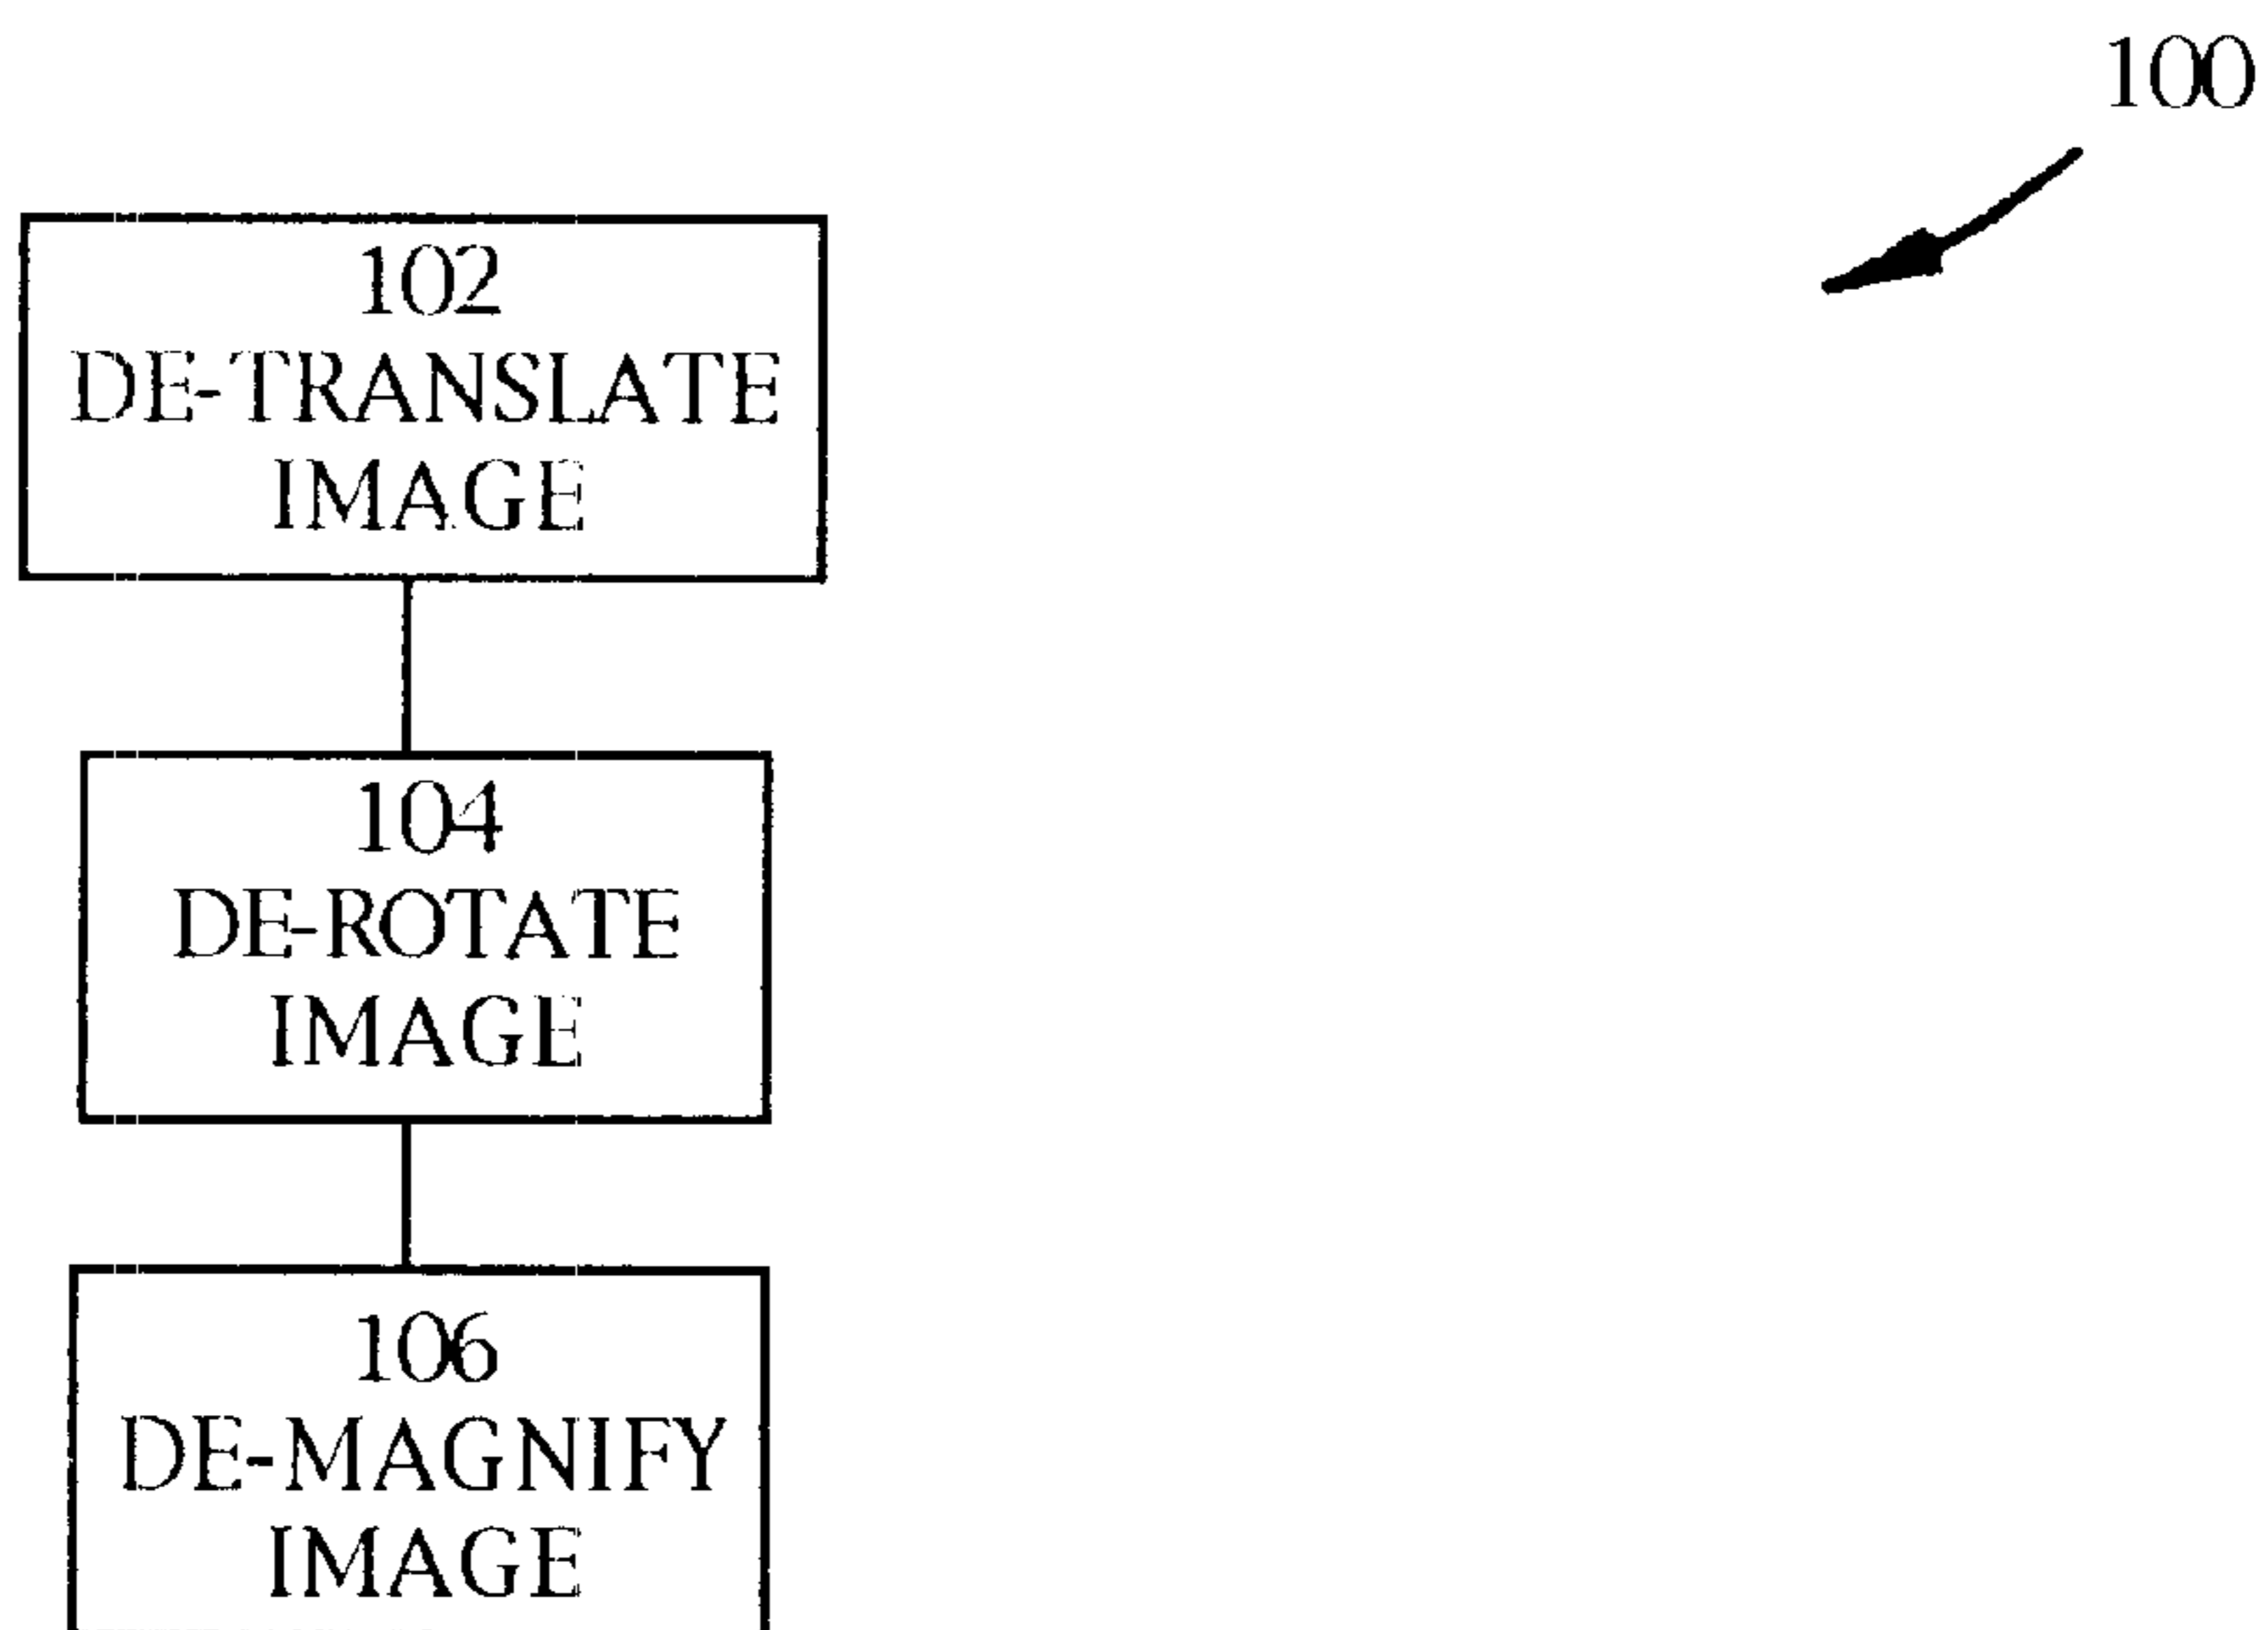 100
102
DE-TRANSLATE
IMAGE
104
DE-ROTATE
IMAGE
106
DE-MAGNIFY
IMAGE